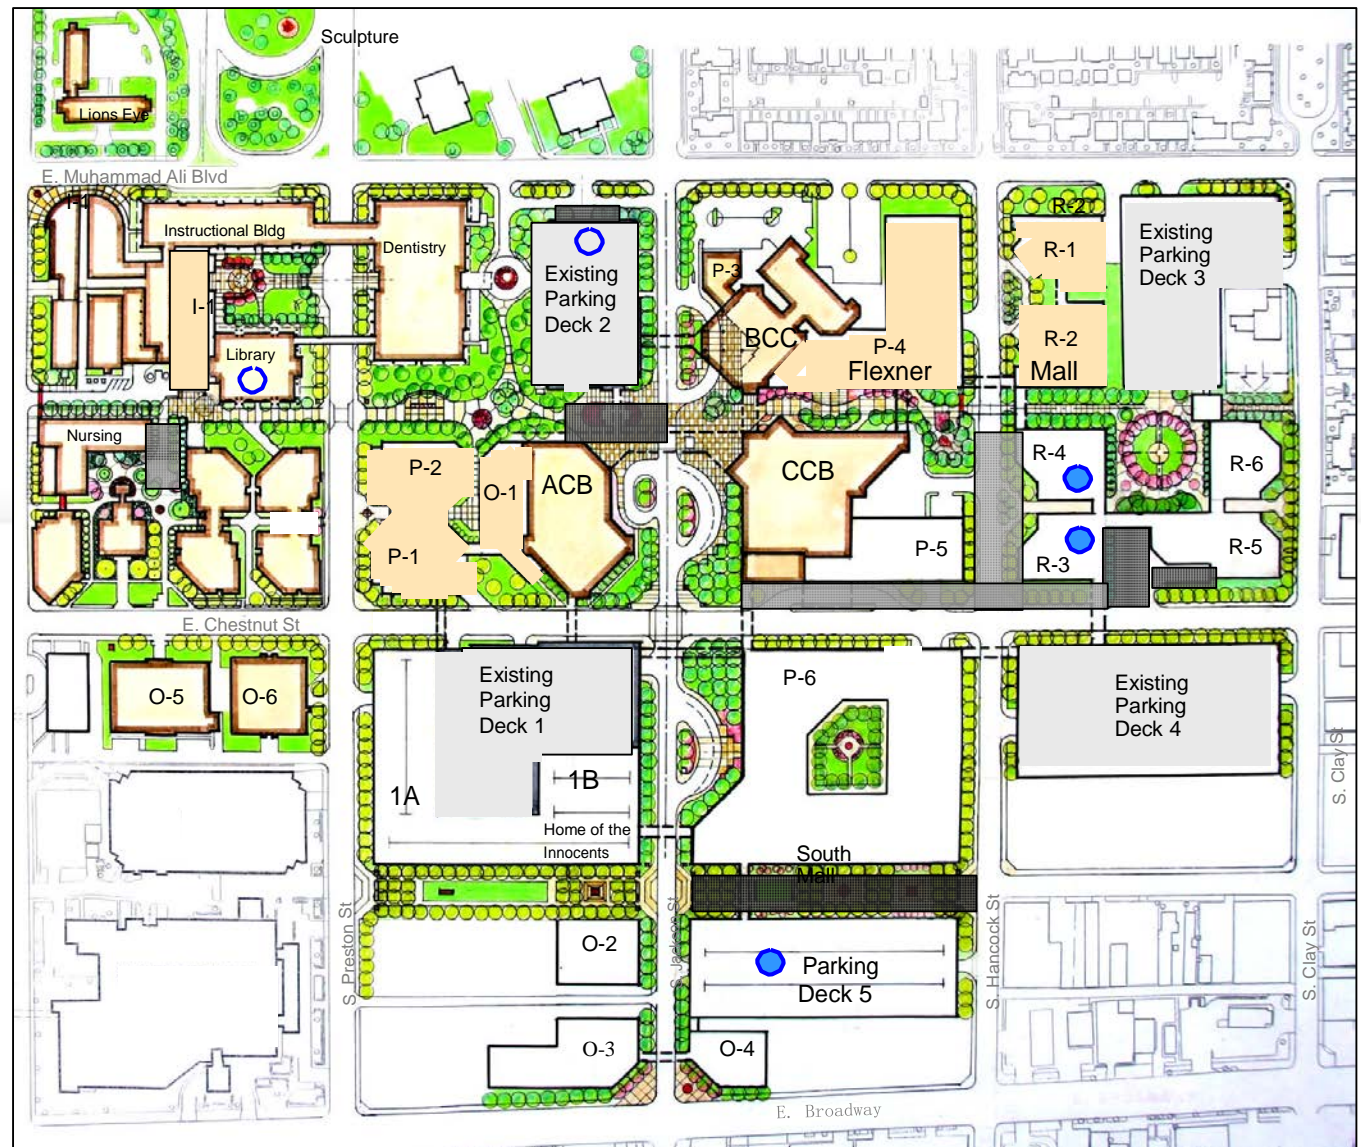 Sculpture
Lions Eye
E. Muhammad Ali Blvd
I-1
Instructional Bldg
Dentistry
I-1
Library
Existing
Parking
Deck 2
P-3
BCC
P-4
Flexner
R-2
R-1
R-2
Mall
Existing
Parking
Deck 3
Nursing
P-2
O-1
ACB
P-1
CCB
P-5
R-4
R-3
R-6
R-5
E. Chestnut St
O-5
O-6
Existing
Parking
Deck 1
1A
1B
Home of the
Innocents
P-6
Existing
Parking
Deck 4
South
Mall
S. Preston St
S. Jackson St
S. Hancock St
S. Clay St
S. Clay St
O-2
Parking
Deck 5
O-3
O-4
E. Broadway